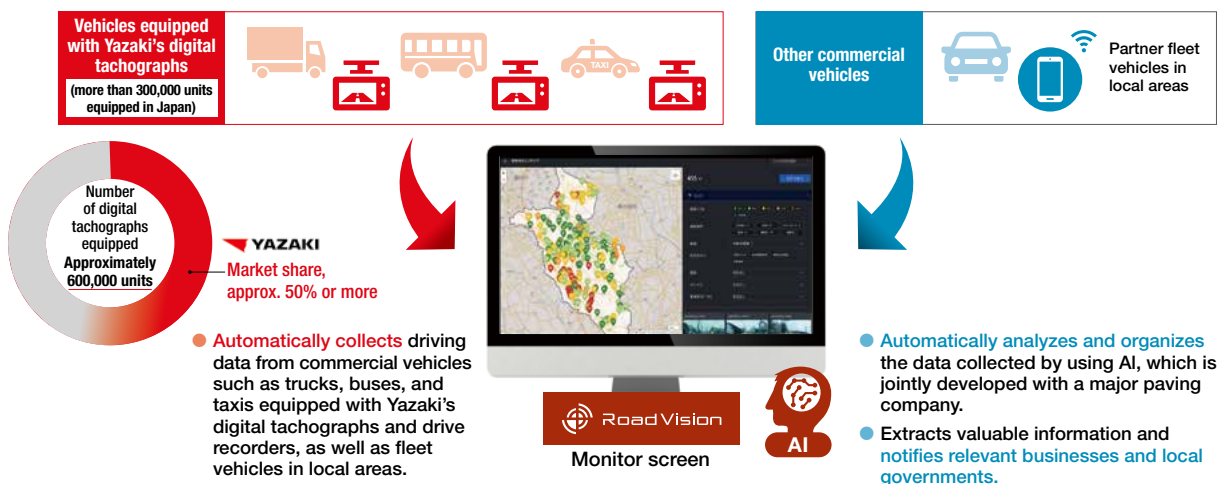 Vehicles equipped
with Yazaki's digital
tachographs
(more than 300,000 units
equipped in Japan)
TAXI
Other commercial
vehicles
Partner fleet
vehicles in
local areas
Number
of digital
tachographs
equipped
Approximately
600,000 units
YAZAKI
Market share,
approx. 50% or more
● Automatically collects driving
data from commercial vehicles
such as trucks, buses, and
taxis equipped with Yazaki's
digital tachographs and drive
recorders, as well as fleet
vehicles in local areas.
RoadVision
Monitor screen
AI
● Automatically analyzes and organizes
the data collected by using AI, which is
jointly developed with a major paving
company.
● Extracts valuable information and
notifies relevant businesses and local
governments.